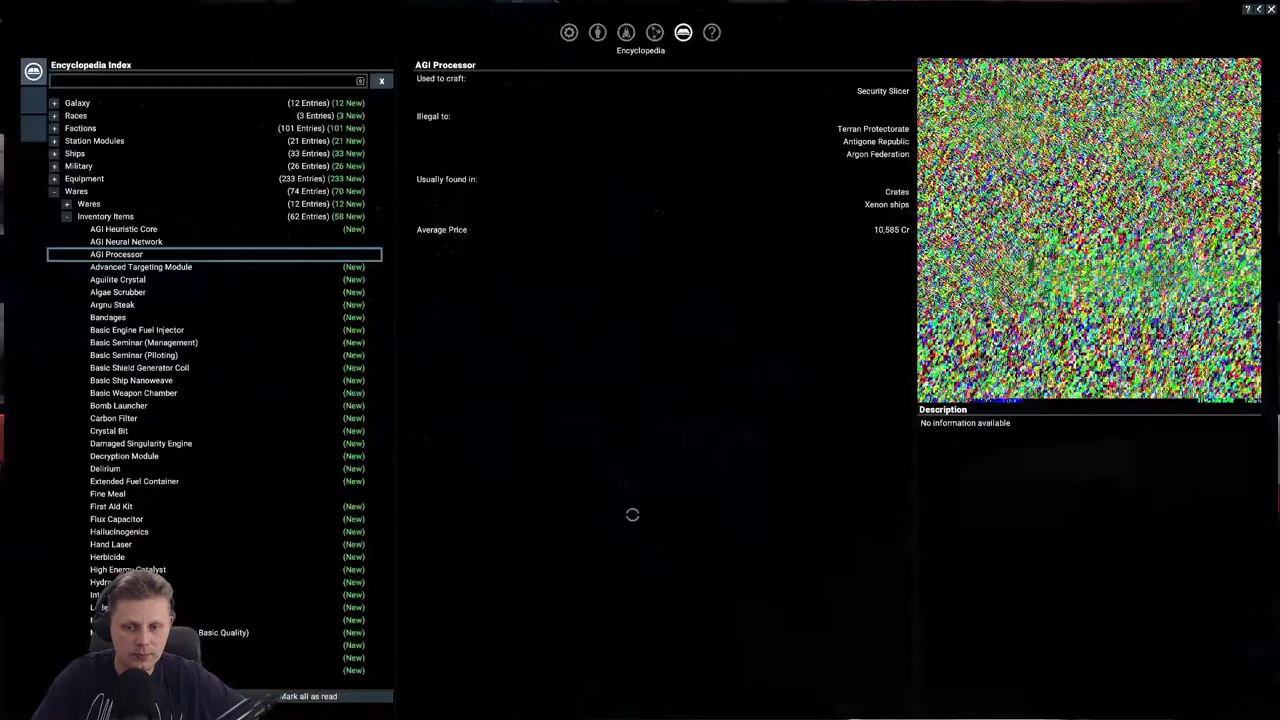 Encyclopedia
Encyclopedia Index
Galaxy (12 Entries) (12 New)
Races (3 Entries) (3 New)
Factions (101 Entries) (101 New)
Station Modules (21 Entries) (21 New)
Ships (33 Entries) (33 New)
Military (26 Entries) (26 New)
Equipment (233 Entries) (233 New)
Wares (74 Entries) (70 New)
Wares (12 Entries) (12 New)
Inventory Items (62 Entries) (58 New)
AGI Heuristic Core (New)
AGI Neural Network
AGI Processor
Advanced Targeting Module (New)
Aguilite Crystal (New)
Algae Scrubber (New)
Argnu Steak (New)
Bandages (New)
Basic Engine Fuel Injector (New)
Basic Seminar (Management) (New)
Basic Seminar (Piloting) (New)
Basic Shield Generator Coil (New)
Basic Ship Nanoweave (New)
Basic Weapon Chamber (New)
Bomb Launcher (New)
Carbon Filter (New)
Crystal Bit (New)
Damaged Singularity Engine (New)
Decryption Module (New)
Delirium (New)
Extended Fuel Container (New)
Fine Meal
First Aid Kit (New)
Flux Capacitor (New)
Hallucinogenics (New)
Hand Laser (New)
Herbicide (New)
High Energy Catalyst (New)
(New)
(New)
(New)
(New)
Basic Quality) (New)
(New)
(New)
(New)
Mark all as read
AGI Processor
Used to craft:
Security Slicer
Illegal to:
Terran Protectorate
Antigone Republic
Argon Federation
Usually found in:
Crates
Xenon ships
Average Price 10,585 Cr
Description
No information available